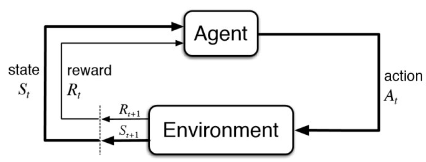 Agent
state
S_t
reward
R_t
action
A_t
R_{t+1}
S_{t+1}
Environment